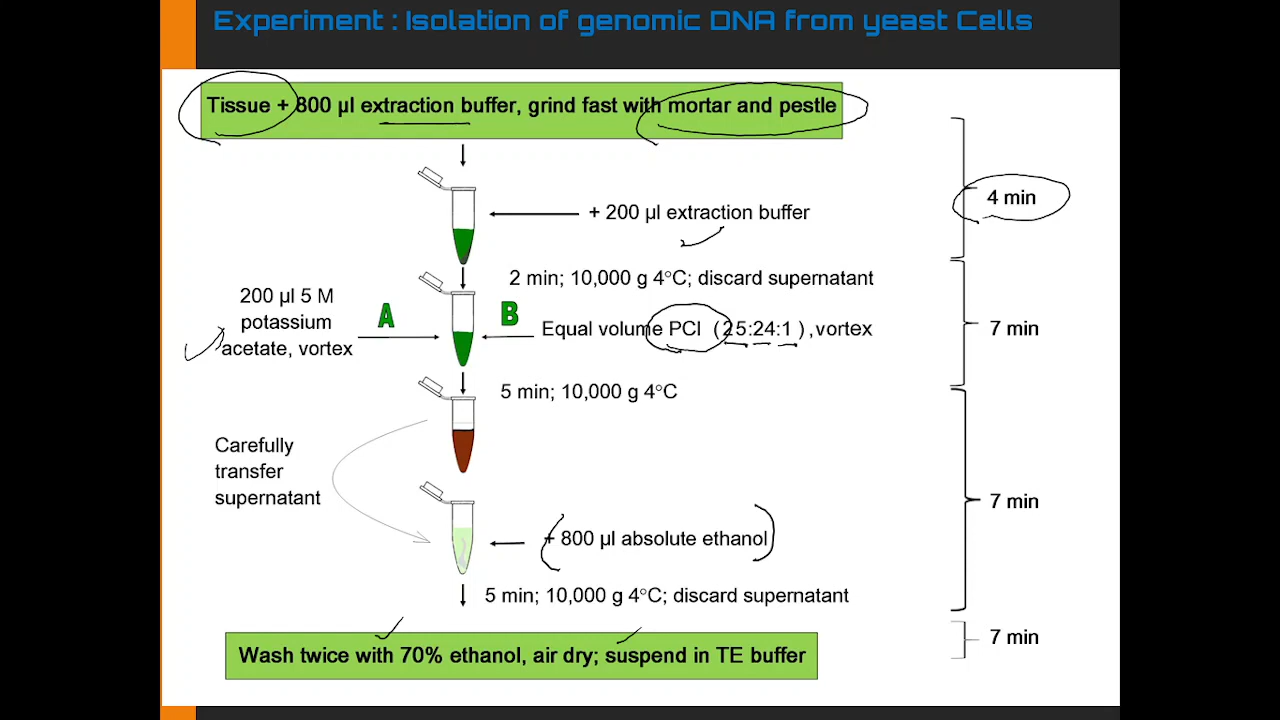 Experiment : Isolation of genomic DNA from yeast Cells
Tissue + 800 µl extraction buffer, grind fast with mortar and pestle
4 min
+ 200 µl extraction buffer
2 min; 10,000 g 4°C; discard supernatant
200 µl 5 M
potassium
acetate, vortex
A
B
Equal volume PCI (25:24:1 ) ,vortex
7 min
5 min; 10,000 g 4°C
Carefully
transfer
supernatant
7 min
+ 800 µl absolute ethanol
5 min; 10,000 g 4°C; discard supernatant
7 min
Wash twice with 70% ethanol, air dry; suspend in TE buffer